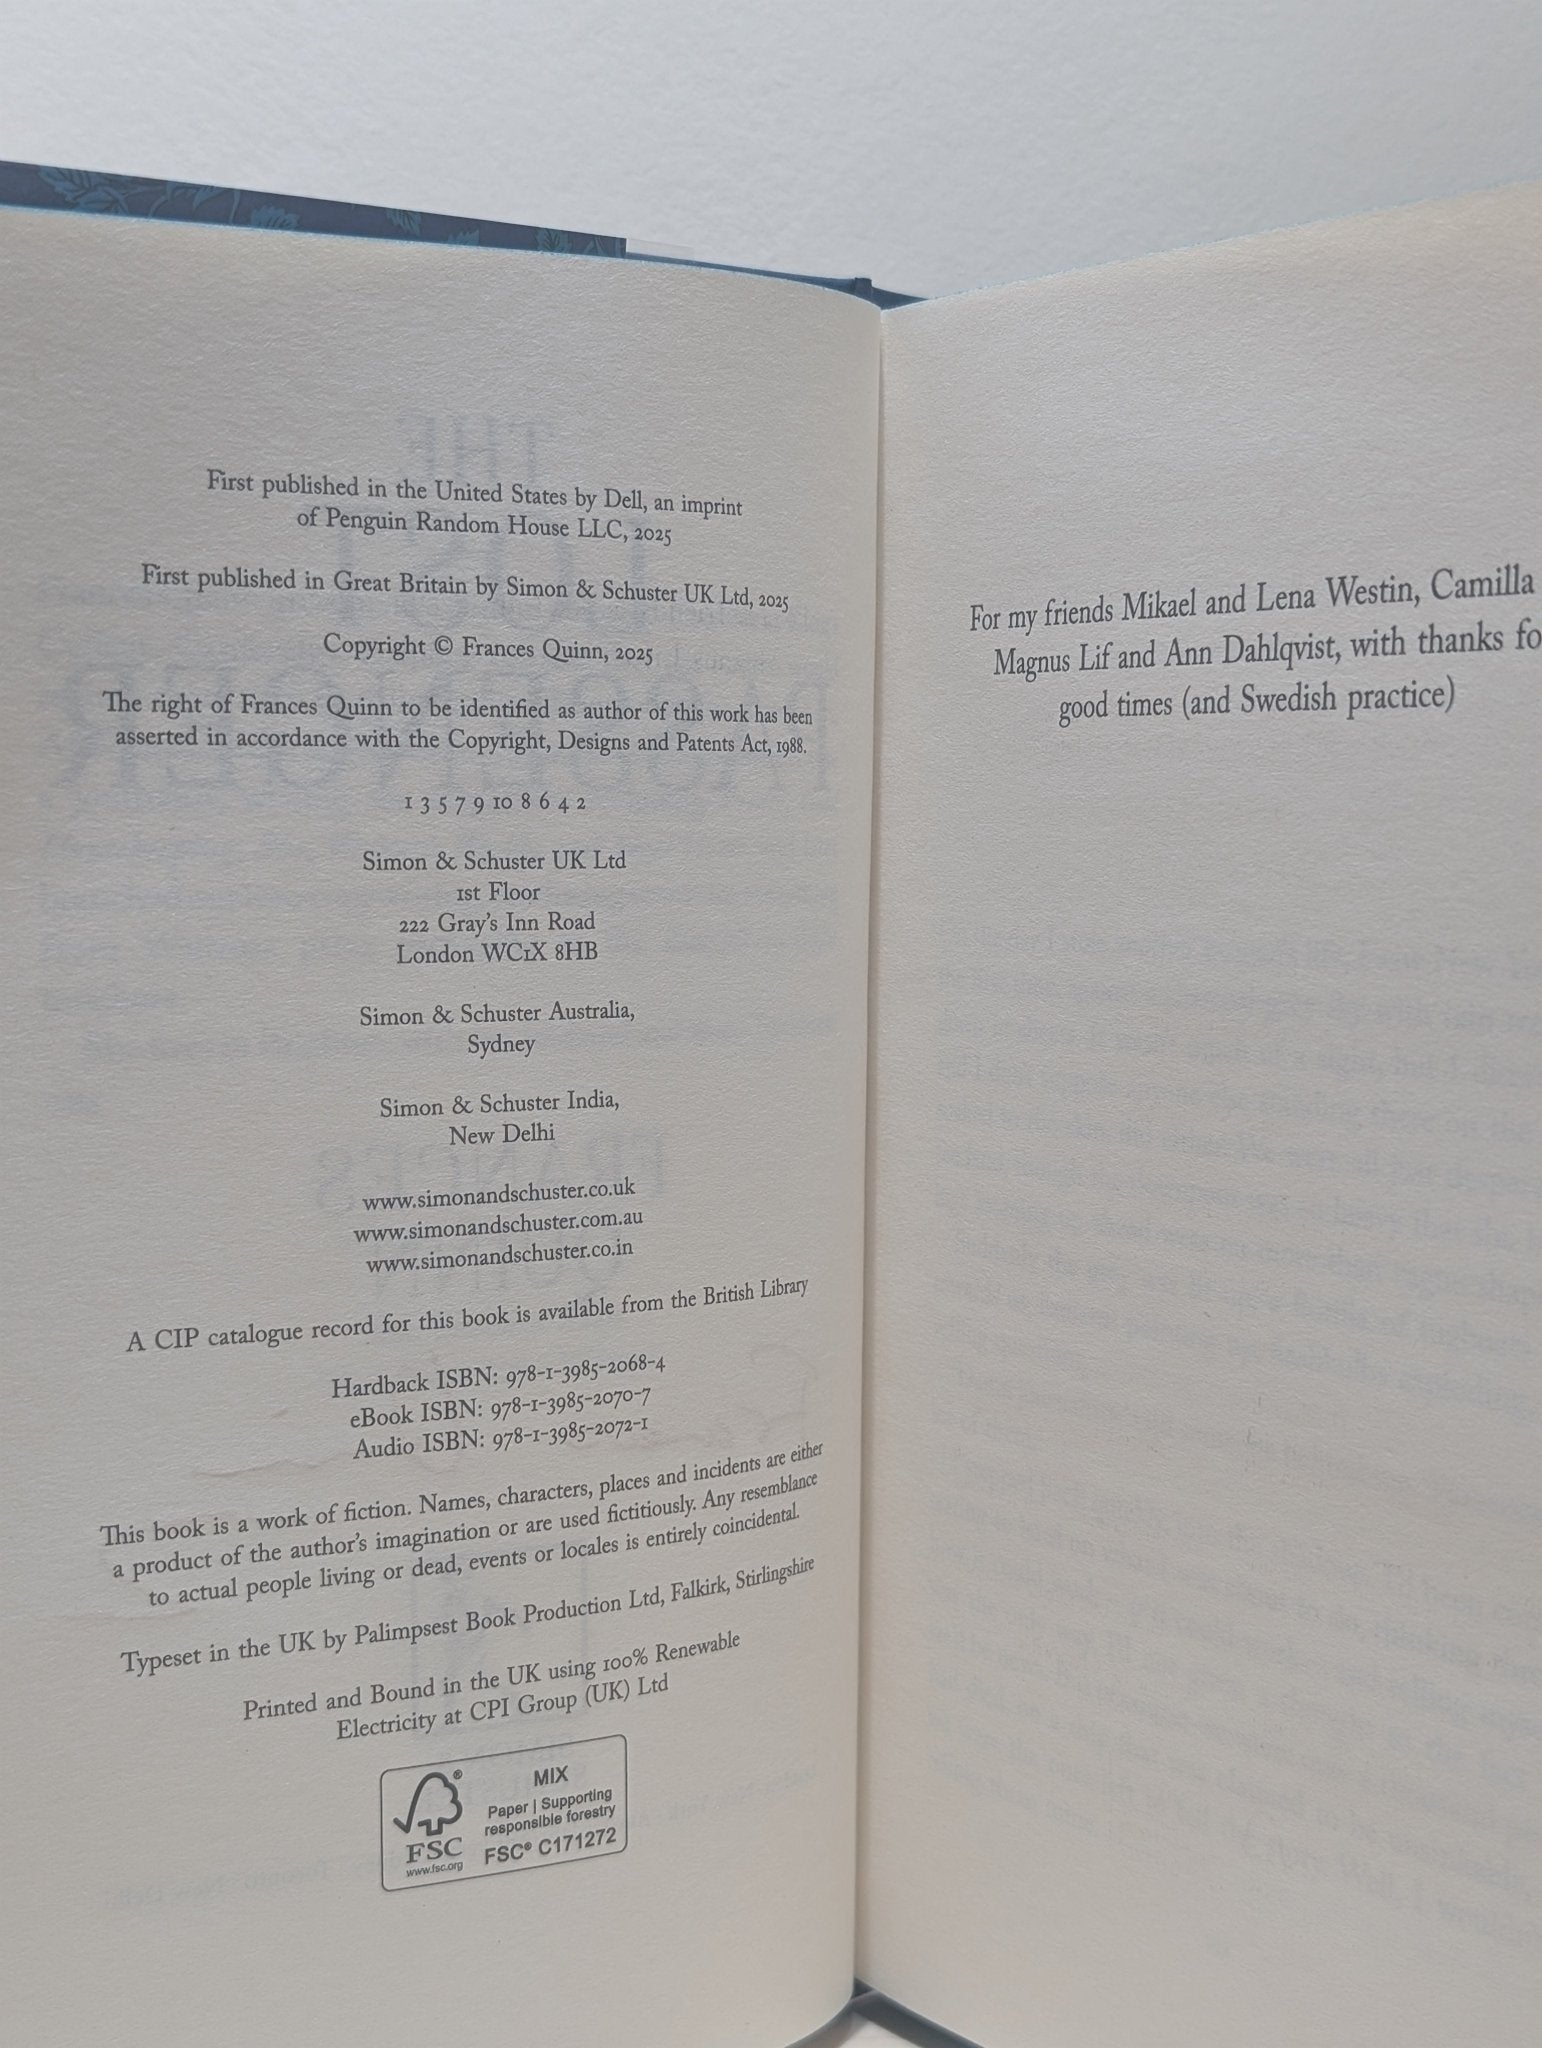 First published in the United States by Dell, an imprint
of Penguin Random House LLC, 2025
First published in Great Britain by Simon & Schuster UK Ltd, 2025
Copyright © Frances Quinn, 2025
The right of Frances Quinn to be identified as author of this work has been
asserted in accordance with the Copyright, Designs and Patents Act, 1988.
1 3 5 7 9 10 8 6 4 2
Simon & Schuster UK Ltd
1st Floor
222 Gray's Inn Road
London WC1X 8HB
Simon & Schuster Australia,
Sydney
Simon & Schuster India,
New Delhi
www.simonandschuster.co.uk
www.simonandschuster.com.au
www.simonandschuster.co.in
A CIP catalogue record for this book is available from the British Library
Hardback ISBN: 978-1-3985-2068-4
eBook ISBN: 978-1-3985-2070-7
Audio ISBN: 978-1-3985-2072-1
This book is a work of fiction. Names, characters, places and incidents are either
a product of the author's imagination or are used fictitiously. Any resemblance
to actual people living or dead, events or locales is entirely coincidental.
Typeset in the UK by Palimpsest Book Production Ltd, Falkirk, Stirlingshire
Printed and Bound in the UK using 100% Renewable
Electricity at CPI Group (UK) Ltd
FSC
www.fsc.org
MIX
Paper | Supporting
responsible forestry
FSC® C171272
For my friends Mikael and Lena Westin, Camilla
Magnus Lif and Ann Dahlqvist, with thanks fo
good times (and Swedish practice)